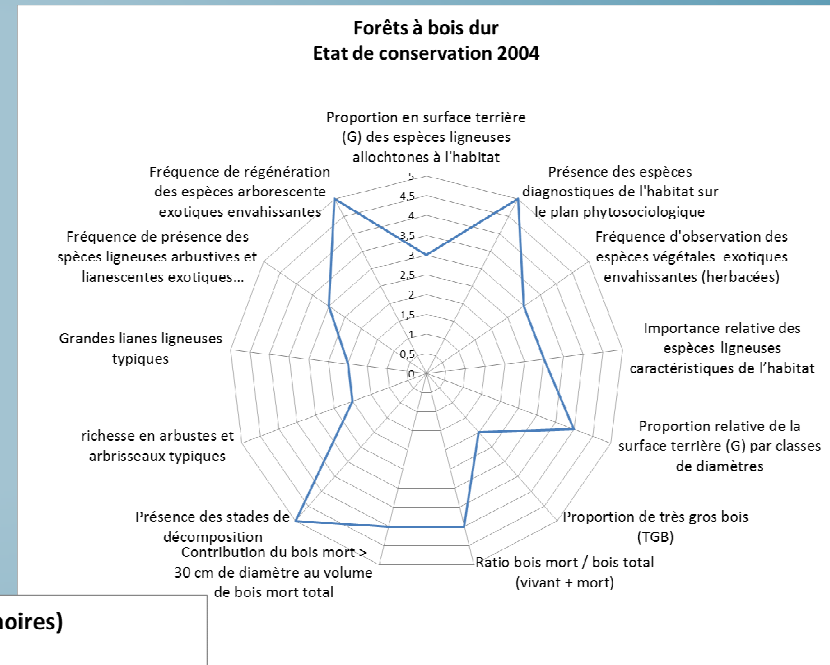 Forêts à bois dur
Etat de conservation 2004
Proportion en surface terrière
(G) des espèces ligneuses
allochtones à l'habitat
Présence des espèces
diagnostiques de l'habitat sur
le plan phytosociologique
Fréquence d'observation des
espèces végétales exotiques
envahissantes (herbacées)
Importance relative des
espèces ligneuses
caractéristiques de l'habitat
Proportion relative de la
surface terrière (G) par classes
de diamètres
Proportion de très gros bois
(TGB)
Ratio bois mort / bois total
(vivant + mort)
Contribution du bois mort >
30 cm de diamètre au volume
de bois mort total
Présence des stades de
décomposition
richesse en arbustes et
arbrisseaux typiques
Grandes lianes ligneuses
typiques
Fréquence de présence des
spèces ligneuses arbustives et
lianescentes exotiques...
Fréquence de régénération
des espèces arborescente
exotiques envahissantes
5
4,5
4
3,5
3
2,5
2
1,5
1
0,5
0
noires)